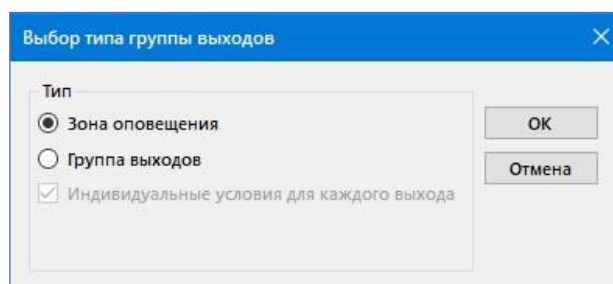 Выбор типа группы выходов
Тип
Зона оповещения
ОК
Группа выходов
Отмена
Индивидуальные условия для каждого выхода